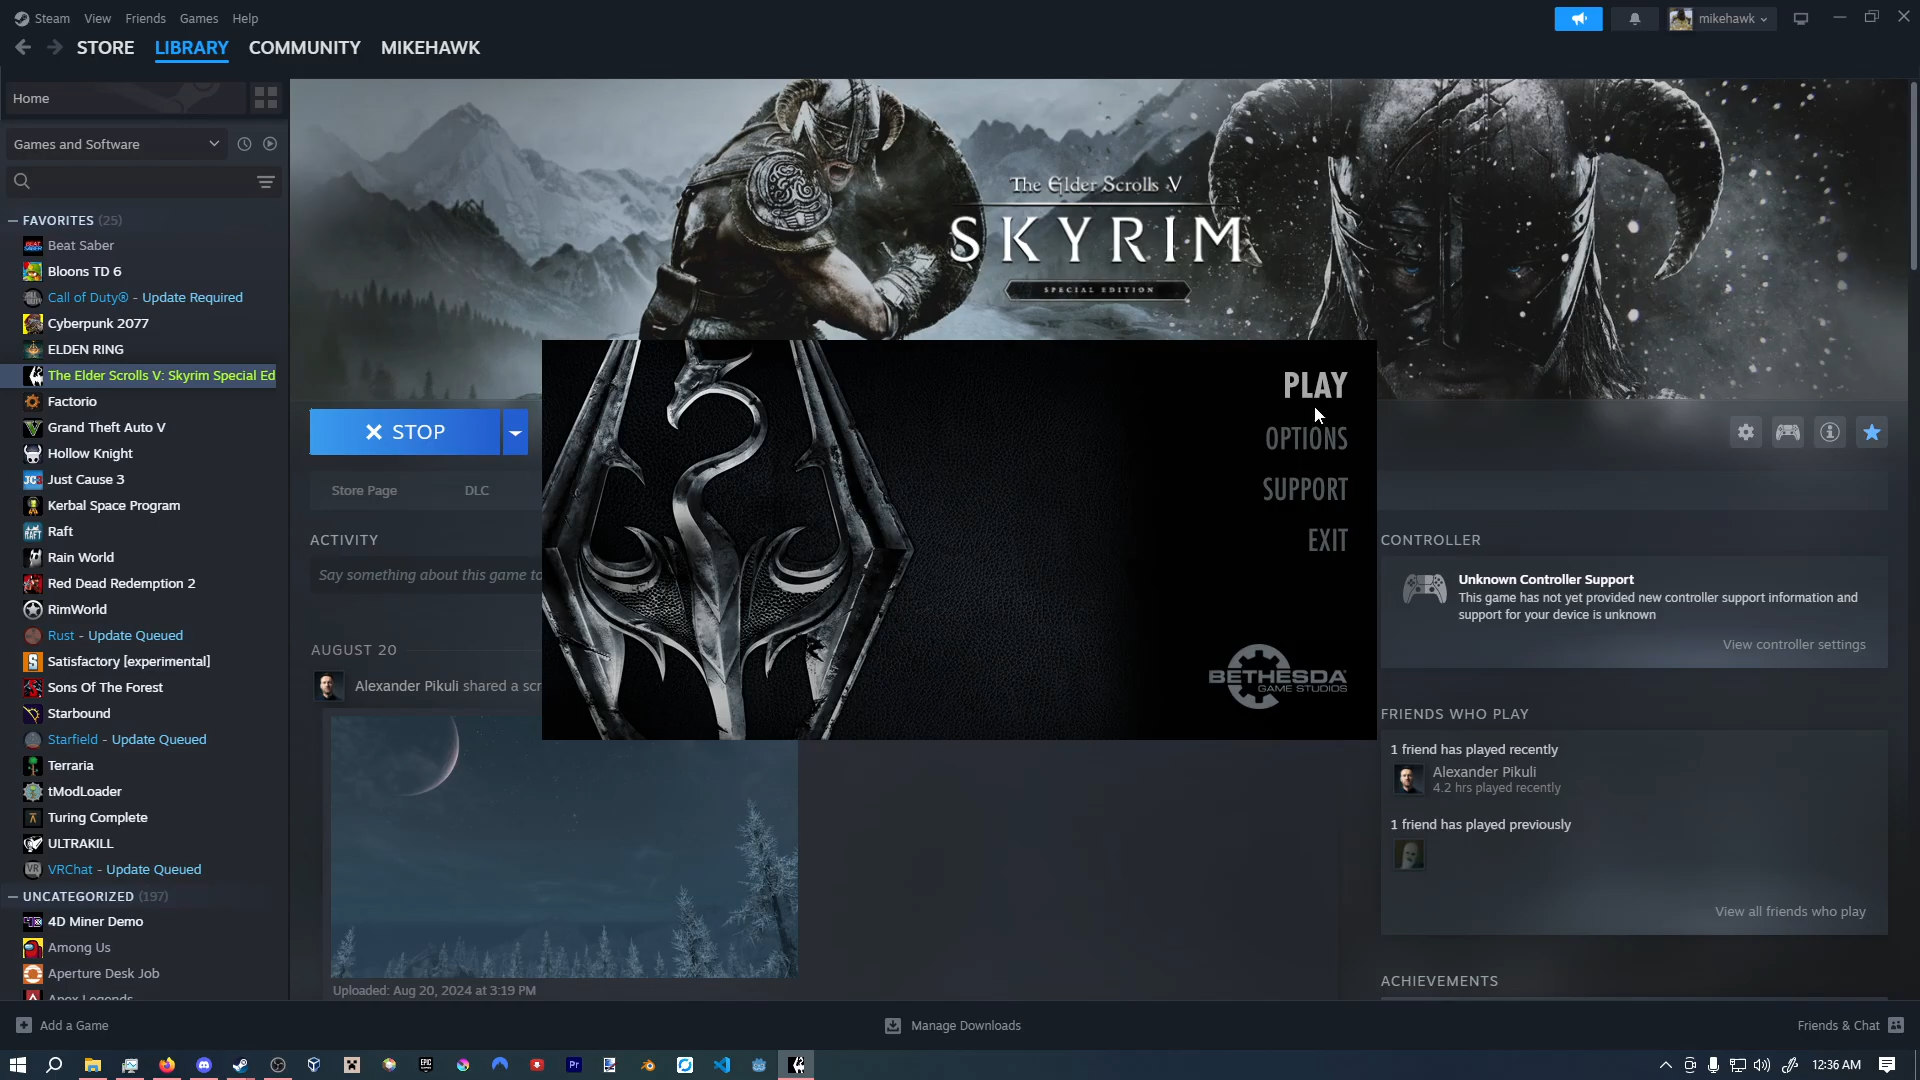 Steam View Friends Games Help
mikehawk
STORE LIBRARY COMMUNITY MIKEHAWK
Home
Games and Software
FAVORITES (25)
Beat Saber
Bloons TD 6
Call of Duty® - Update Required
Cyberpunk 2077
ELDEN RING
The Elder Scrolls V: Skyrim Special Ed
Factorio
Grand Theft Auto V
Hollow Knight
Just Cause 3
Kerbal Space Program
Raft
Rain World
Red Dead Redemption 2
RimWorld
Rust - Update Queued
Satisfactory [experimental]
Sons Of The Forest
Starbound
Starfield - Update Queued
Terraria
tModLoader
Turing Complete
ULTRAKILL
VRChat - Update Queued
UNCATEGORIZED (197)
4D Miner Demo
Among Us
Aperture Desk Job
Apex Legends
The Elder Scrolls V
SKYRIM
SPECIAL EDITION
STOP
Store Page DLC
ACTIVITY
Say something about this game to
AUGUST 20
Alexander Pikuli shared a scr
Uploaded: Aug 20, 2024 at 3:19 PM
PLAY
OPTIONS
SUPPORT
EXIT
BETHESDA
GAME STUDIOS
CONTROLLER
Unknown Controller Support
This game has not yet provided new controller support information and
support for your device is unknown
View controller settings
FRIENDS WHO PLAY
1 friend has played recently
Alexander Pikuli
4.2 hrs played recently
1 friend has played previously
View all friends who play
ACHIEVEMENTS
Add a Game
Manage Downloads
Friends & Chat
12:36 AM